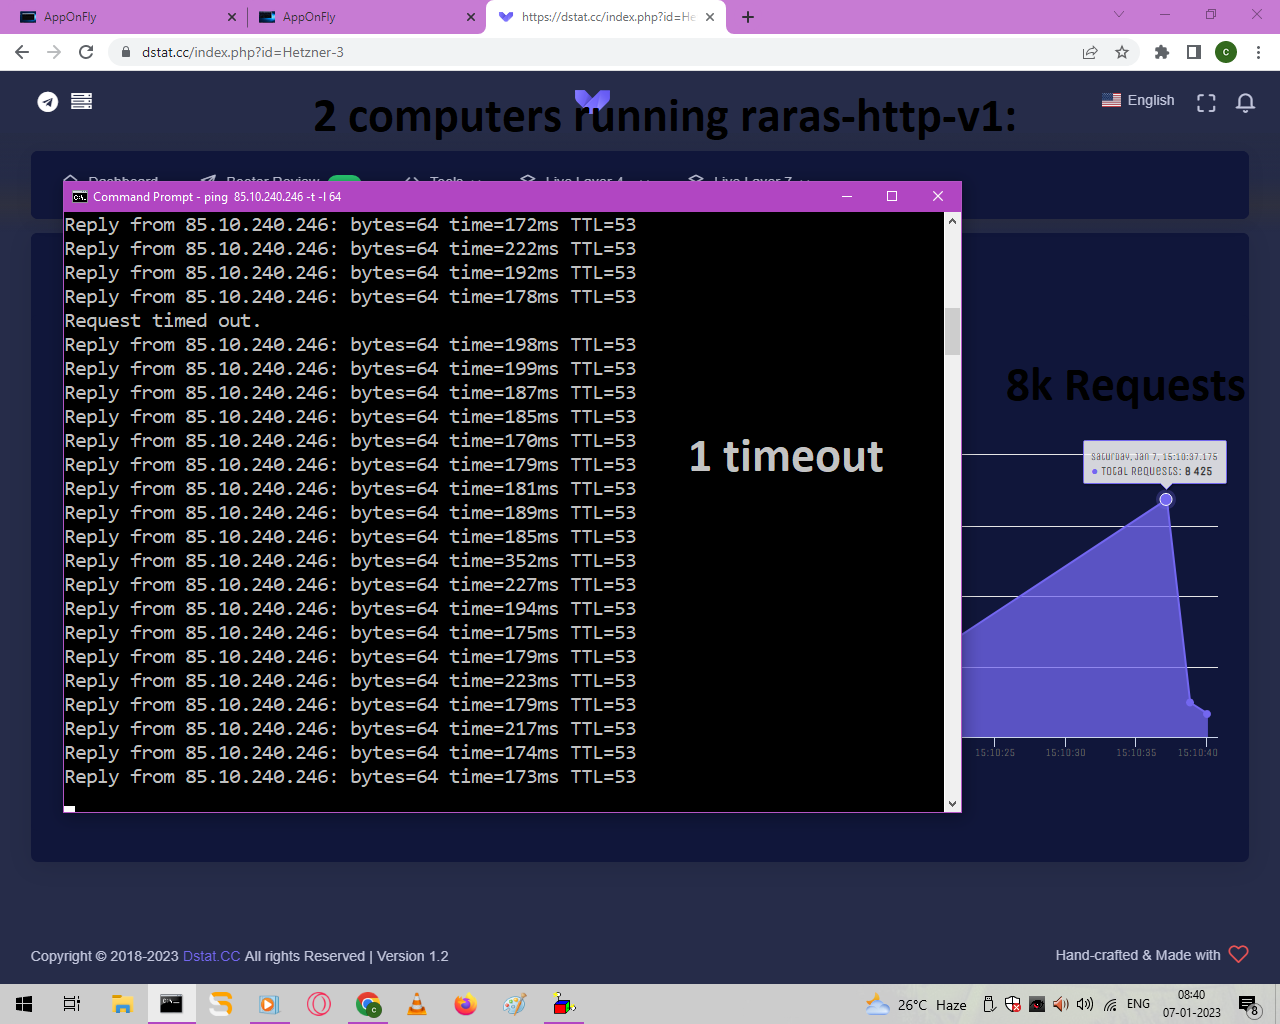 AppOnFly
AppOnFly
https://dstat.cc/index.php?id=He
dstat.cc/index.php?id=Hetzner-3
c
English
2 computers running raras-http-v1:
Dashboard
Booter Review
Tools
Live Layer 4
Live Layer 7
Command Prompt - ping 85.10.240.246 -t -l 64
Reply from 85.10.240.246: bytes=64 time=172ms TTL=53
Reply from 85.10.240.246: bytes=64 time=222ms TTL=53
Reply from 85.10.240.246: bytes=64 time=192ms TTL=53
Reply from 85.10.240.246: bytes=64 time=178ms TTL=53
Request timed out.
Reply from 85.10.240.246: bytes=64 time=198ms TTL=53
Reply from 85.10.240.246: bytes=64 time=199ms TTL=53
Reply from 85.10.240.246: bytes=64 time=187ms TTL=53
Reply from 85.10.240.246: bytes=64 time=185ms TTL=53
Reply from 85.10.240.246: bytes=64 time=170ms TTL=53
Reply from 85.10.240.246: bytes=64 time=179ms TTL=53
Reply from 85.10.240.246: bytes=64 time=181ms TTL=53
Reply from 85.10.240.246: bytes=64 time=189ms TTL=53
Reply from 85.10.240.246: bytes=64 time=185ms TTL=53
Reply from 85.10.240.246: bytes=64 time=352ms TTL=53
Reply from 85.10.240.246: bytes=64 time=227ms TTL=53
Reply from 85.10.240.246: bytes=64 time=194ms TTL=53
Reply from 85.10.240.246: bytes=64 time=175ms TTL=53
Reply from 85.10.240.246: bytes=64 time=179ms TTL=53
Reply from 85.10.240.246: bytes=64 time=223ms TTL=53
Reply from 85.10.240.246: bytes=64 time=179ms TTL=53
Reply from 85.10.240.246: bytes=64 time=217ms TTL=53
Reply from 85.10.240.246: bytes=64 time=174ms TTL=53
Reply from 85.10.240.246: bytes=64 time=173ms TTL=53
1 timeout
8k Requests
Saturday, Jan 7, 15:10:37.175
Total Requests: 8 425
15:10:25
15:10:30
15:10:35
15:10:40
Copyright © 2018-2023 Dstat.CC All rights Reserved | Version 1.2
Hand-crafted & Made with
26°C Haze
ENG
08:40
07-01-2023
8